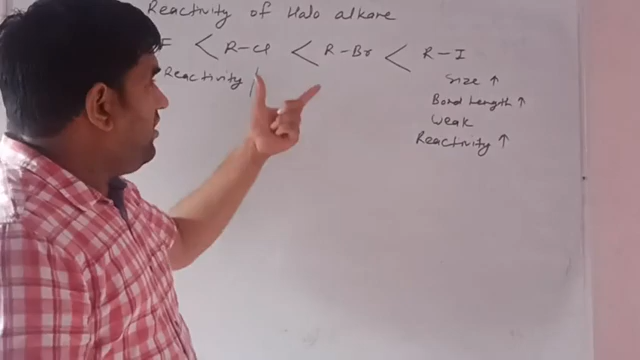 Reactivity of Halo alkane
F < R-Cl < R-Br < R-I
Reactivity
Size ↑
Bond Length ↑
Weak
Reactivity ↑